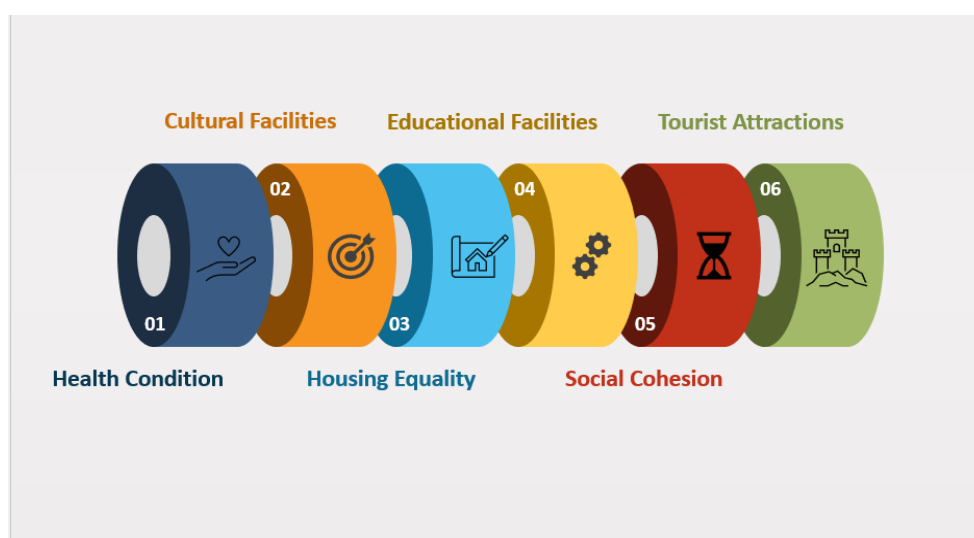 Cultural Facilities
Educational Facilities
Tourist Attractions
02
04
06
01
03
05
Health Condition
Housing Equality
Social Cohesion